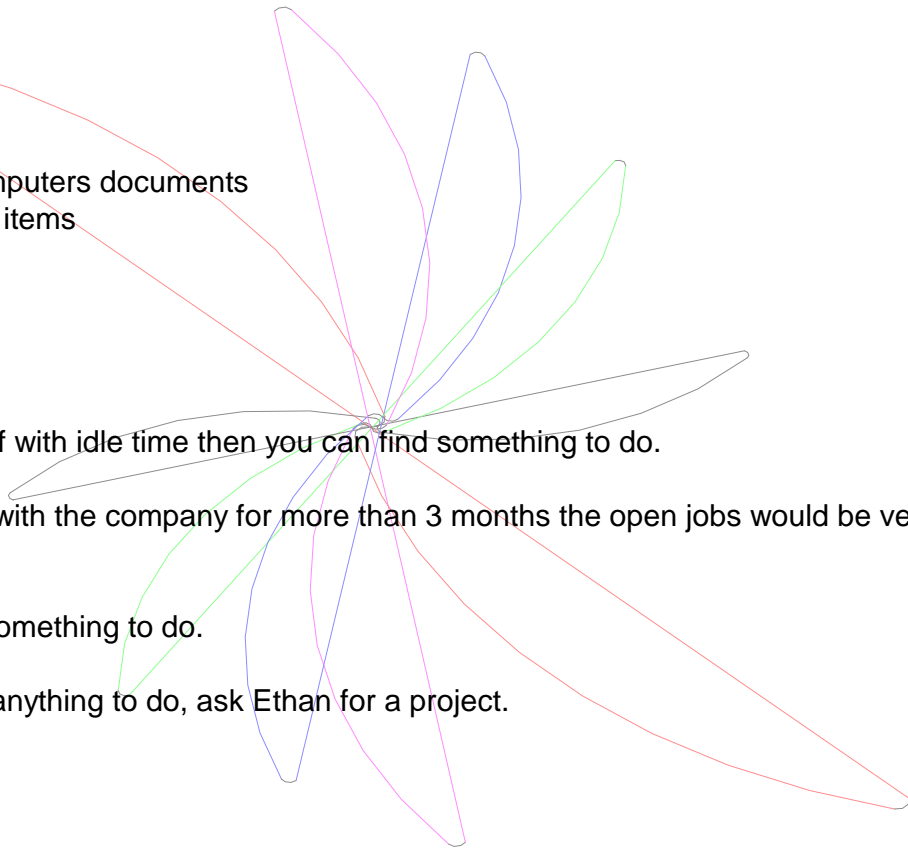 mputers documents
items
f with idle time then you can find something to do.
with the company for more than 3 months the open jobs would be ve
omething to do.
anything to do, ask Ethan for a project.